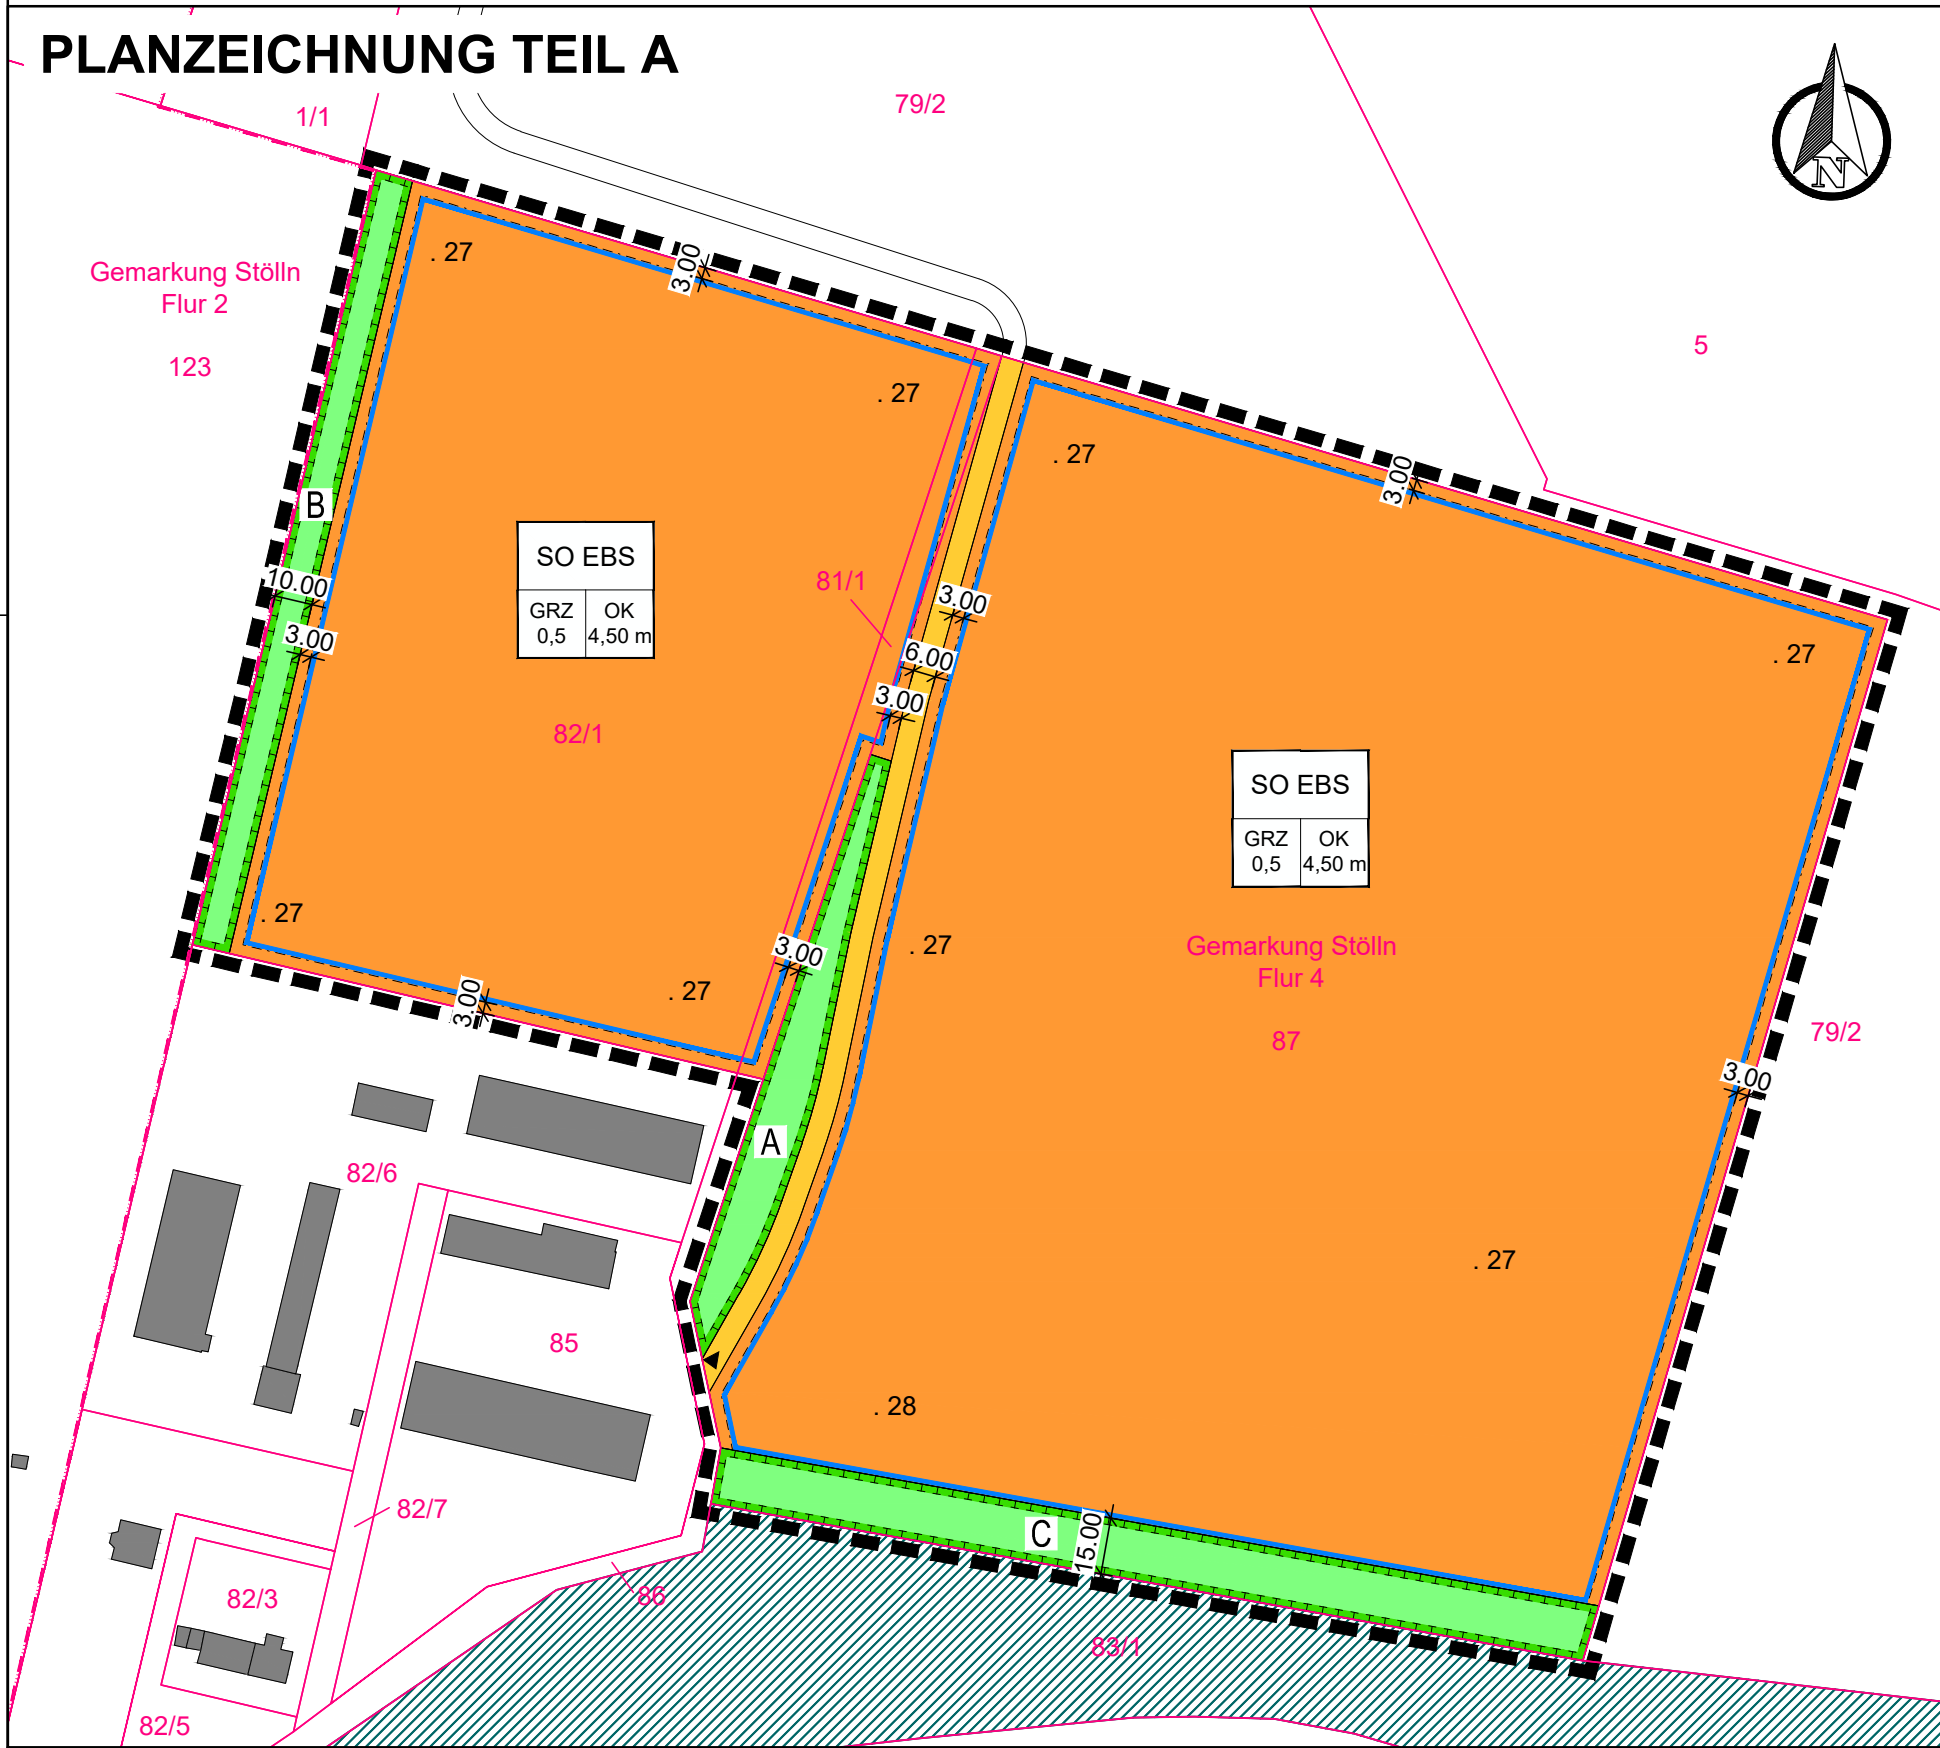 PLANZEICHNUNG TEIL A
1/1
79/2
N
. 27
3.00
Gemarkung Stölln
Flur 2
123
5
. 27
. 27
3.00
B
SO EBS
GRZ
0,5
OK
4,50 m
81/1
10.00
3.00
3.00
6.00
3.00
. 27
82/1
SO EBS
GRZ
0,5
OK
4,50 m
. 27
3.00
. 27
Gemarkung Stölln
Flur 4
87
3.00
. 27
79/2
3.00
A
82/6
. 27
85
. 28
82/7
C
15.00
82/3
86
83/1
82/5